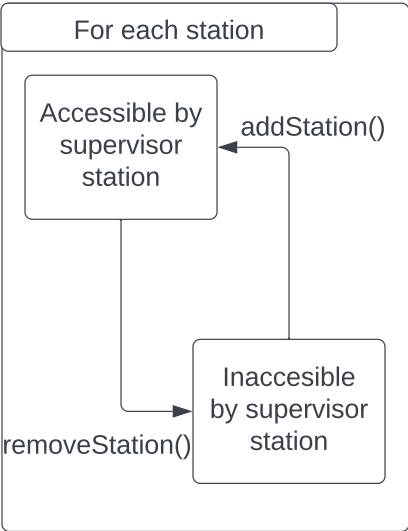 For each station
Accessible by
supervisor
station
addStation()
Inaccesible
by supervisor
station
removeStation()